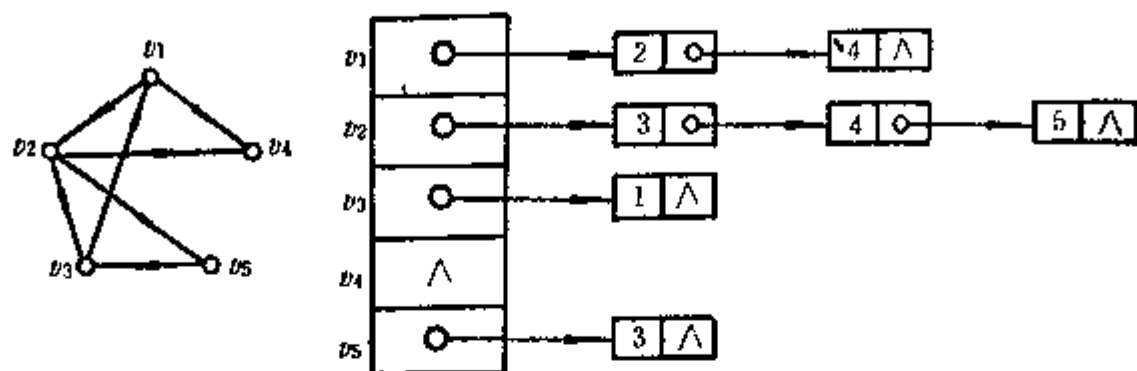 v1
v2
v4
v3
v5
v1 2 4 ∧
v2 3 4 5 ∧
v3 1 ∧
v4 ∧
v5 3 ∧